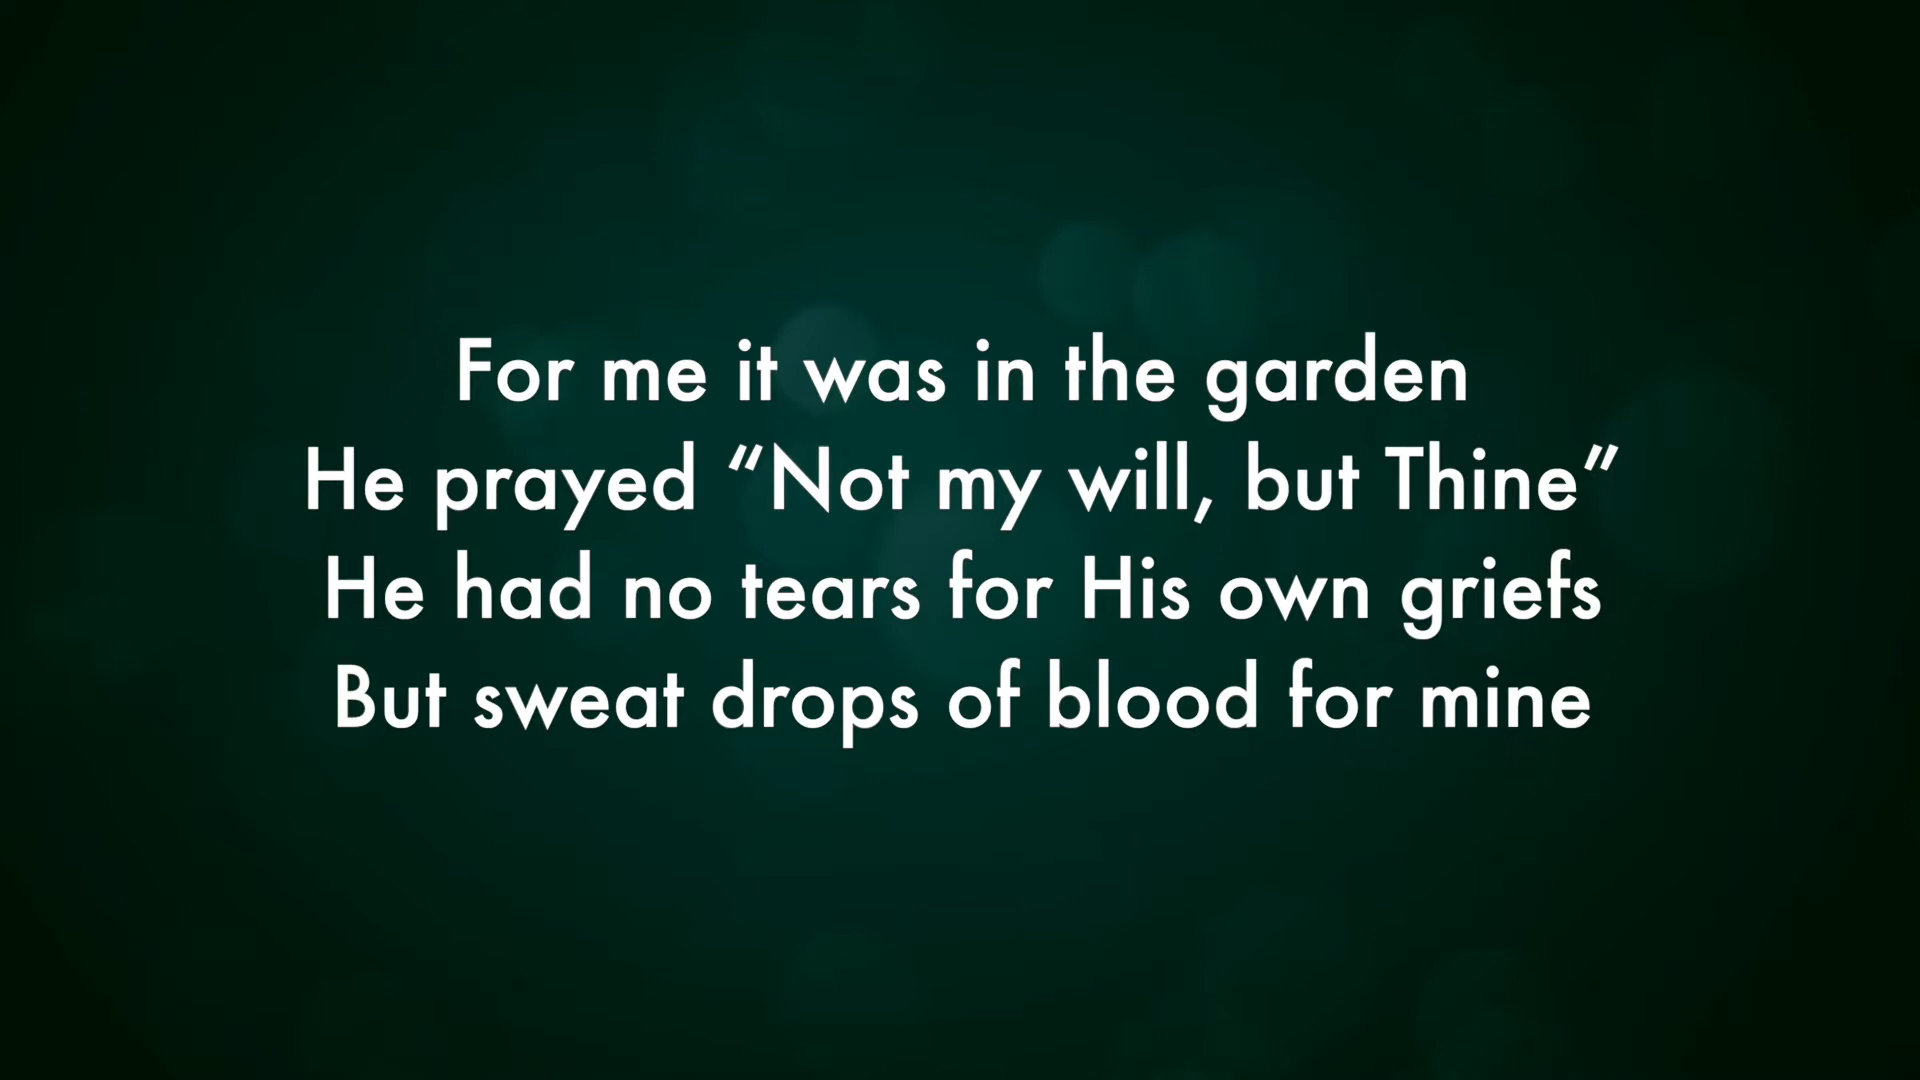 For me it was in the garden
He prayed “Not my will, but Thine”
He had no tears for His own griefs
But sweat drops of blood for mine